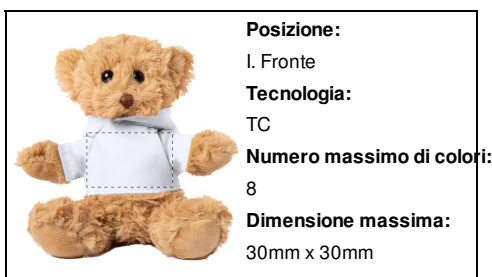 Posizione:
I. Fronte
Tecnologia:
TC
Numero massimo di colori:
8
Dimensione massima:
30mm x 30mm